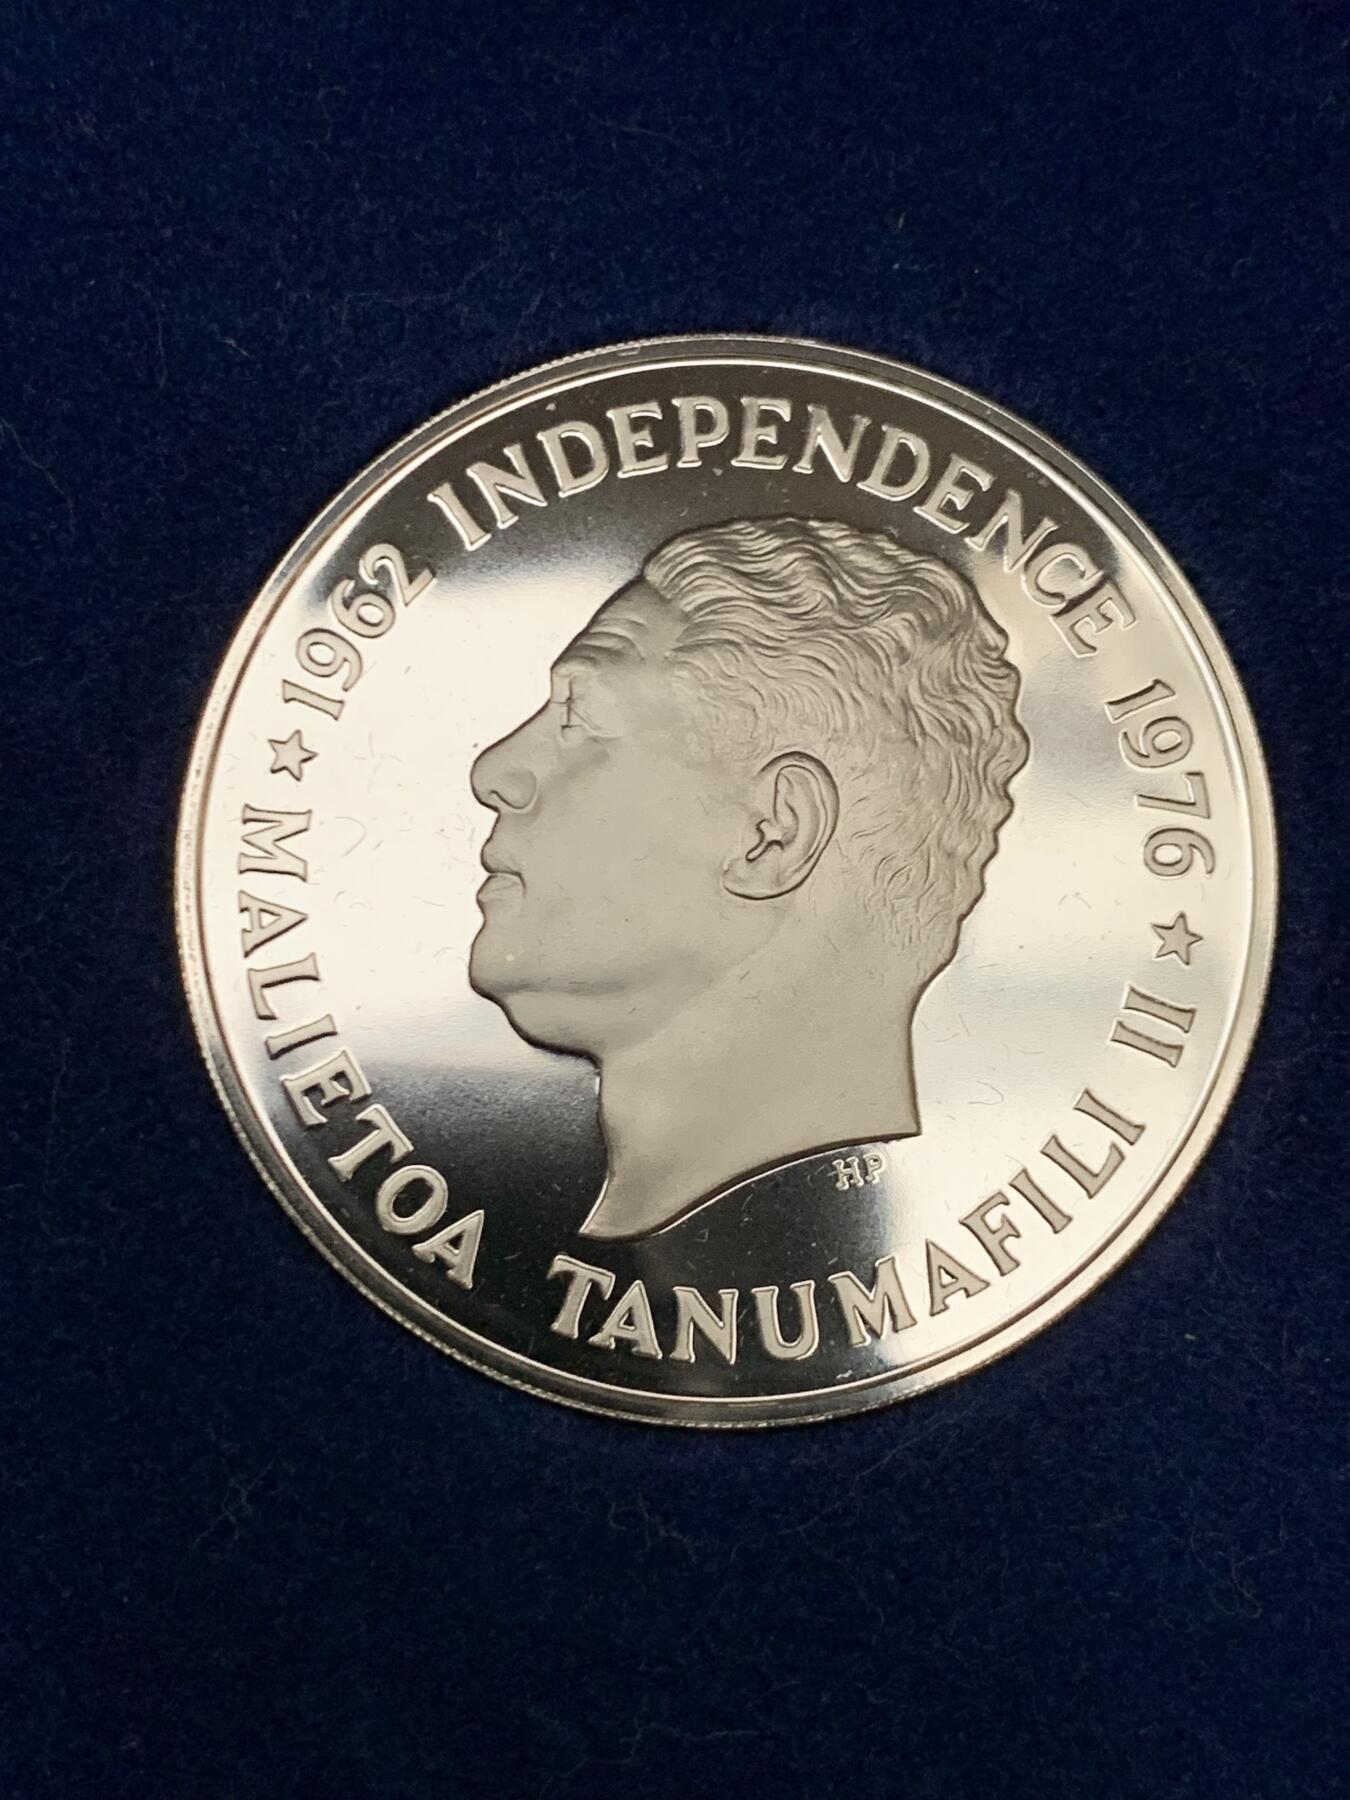 ★ 1962 INDEPENDENCE 1976 ★
MALIETOA TANUMAFILI II
HP